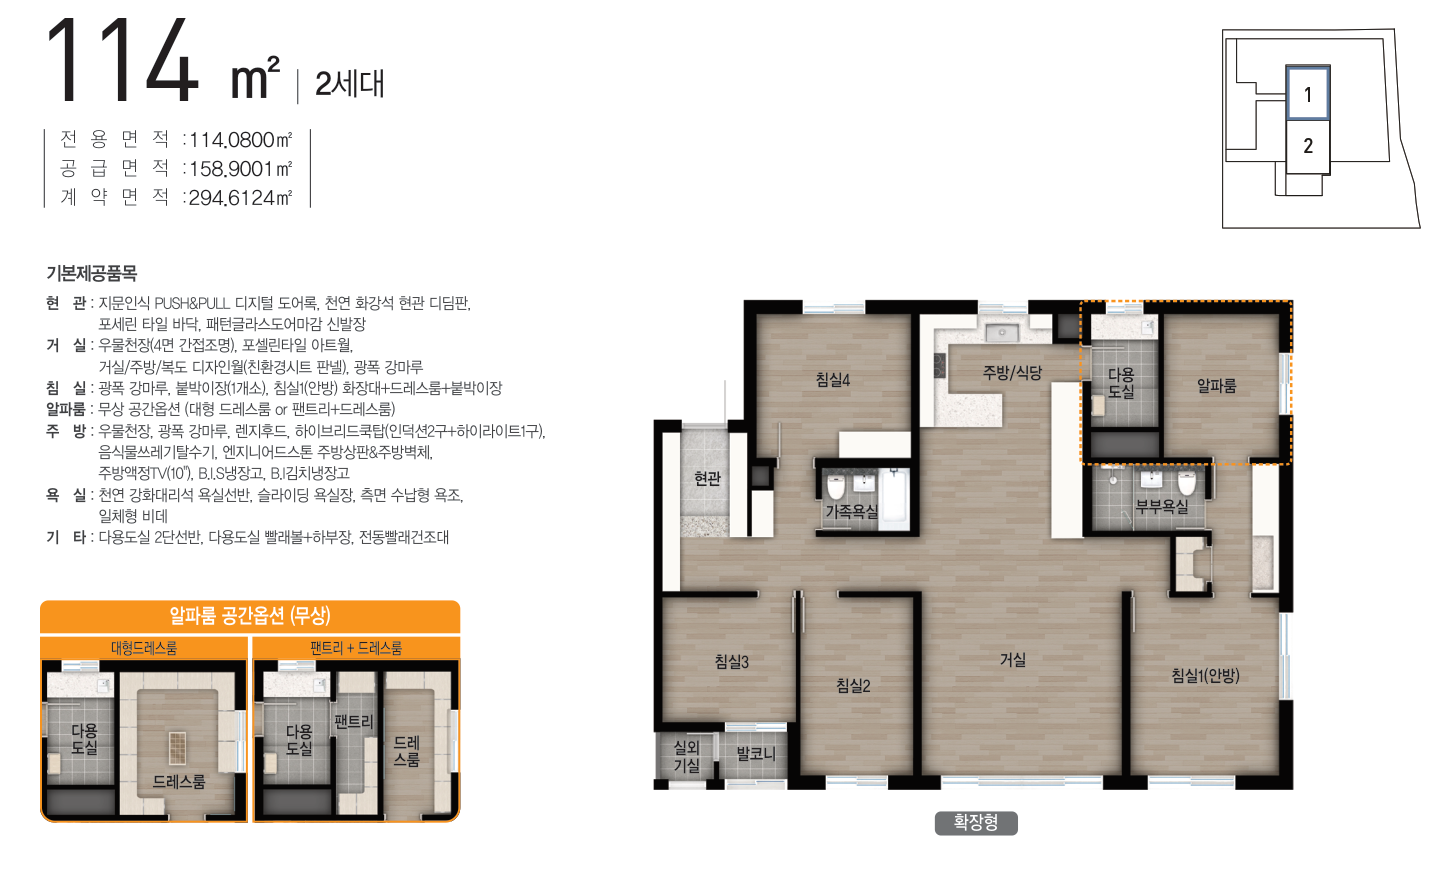 114 m² | 2세대
전 용 면 적 :114.0800㎡
공 급 면 적 :158.9001㎡
계 약 면 적 :294.6124㎡
1
2
기본제공품목
현 관 : 지문인식 PUSH&PULL 디지털 도어록, 천연 화강석 현관 디딤판,
포세린 타일 바닥, 패턴글라스도어마감 신발장
거 실 : 우물천장(4면 간접조명), 포셀린타일 아트월,
거실/주방/복도 디자인월(친환경시트 판넬), 광폭 강마루
침 실 : 광폭 강마루, 붙박이장(1개소), 침실1(안방) 화장대+드레스룸+붙박이장
알파룸 : 무상 공간옵션 (대형 드레스룸 or 팬트리+드레스룸)
주 방 : 우물천장, 광폭 강마루, 렌지후드, 하이브리드쿡탑(인덕션2구+하이라이트1구),
음식물쓰레기탈수기, 엔지니어드스톤 주방상판&주방벽체,
주방액정TV(10"), B.I.S냉장고, B.I김치냉장고
욕 실 : 천연 강화대리석 욕실선반, 슬라이딩 욕실장, 측면 수납형 욕조,
일체형 비데
기 타 : 다용도실 2단선반, 다용도실 빨래볼+하부장, 전동빨래건조대
알파룸 공간옵션 (무상)
대형드레스룸
팬트리 + 드레스룸
다용
도실
드레스룸
다용
도실
팬트리
드레
스룸
침실4
주방/식당
다용
도실
알파룸
현관
가족욕실
부부욕실
침실3
침실2
거실
침실1(안방)
실외
기실
발코니
확장형